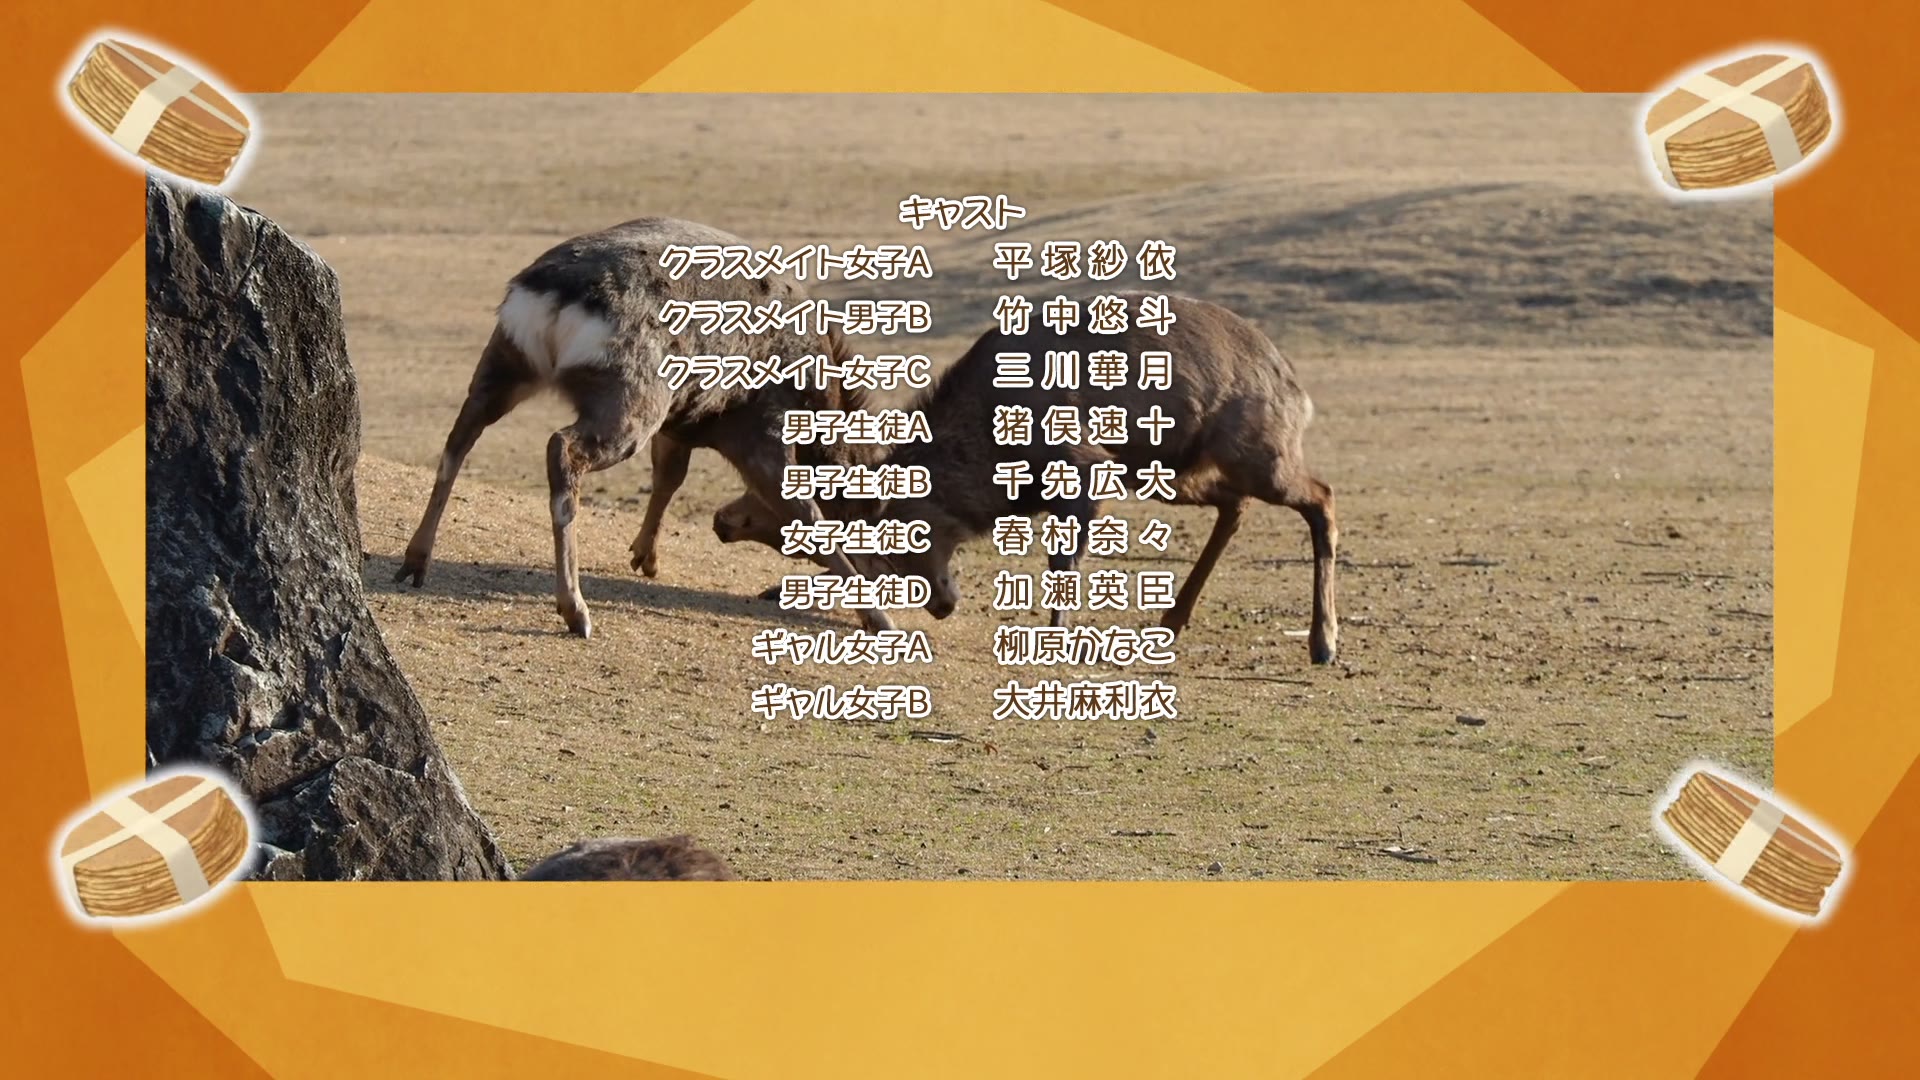 キャスト
クラスメイト女子A 平塚紗依
クラスメイト男子B 竹中悠斗
クラスメイト女子C 三川華月
男子生徒A 猪俣速十
男子生徒B 千先広大
女子生徒C 春村奈々
男子生徒D 加瀬英臣
ギャル女子A 柳原かなこ
ギャル女子B 大井麻利衣